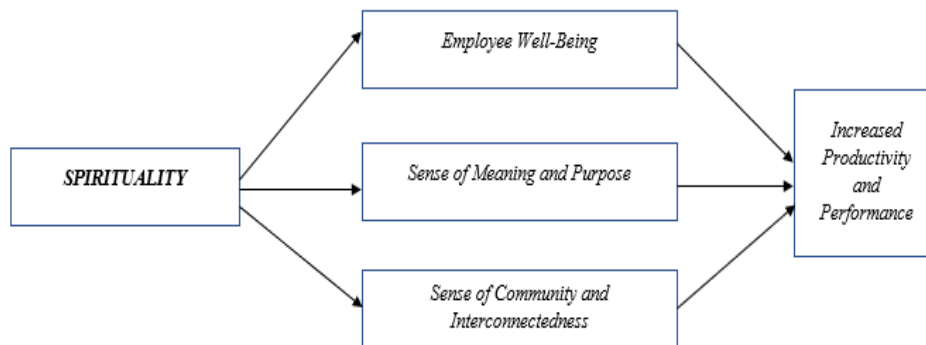 Employee Well-Being
SPIRITUALITY
Sense of Meaning and Purpose
Sense of Community and
Interconnectedness
Increased
Productivity
and
Performance